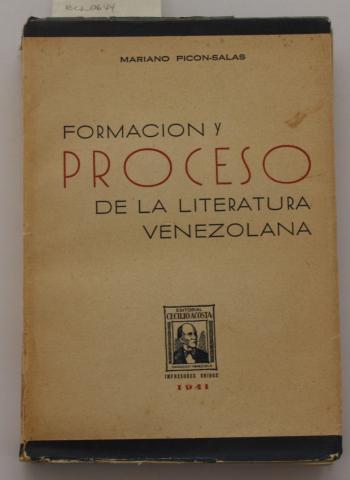 MARIANO PICON-SALAS
FORMACION Y
PROCESO
DE LA LITERATURA
VENEZOLANA
EDITORIAL
CECILIO ACOSTA
IMPRESORES UNIDOS
1941